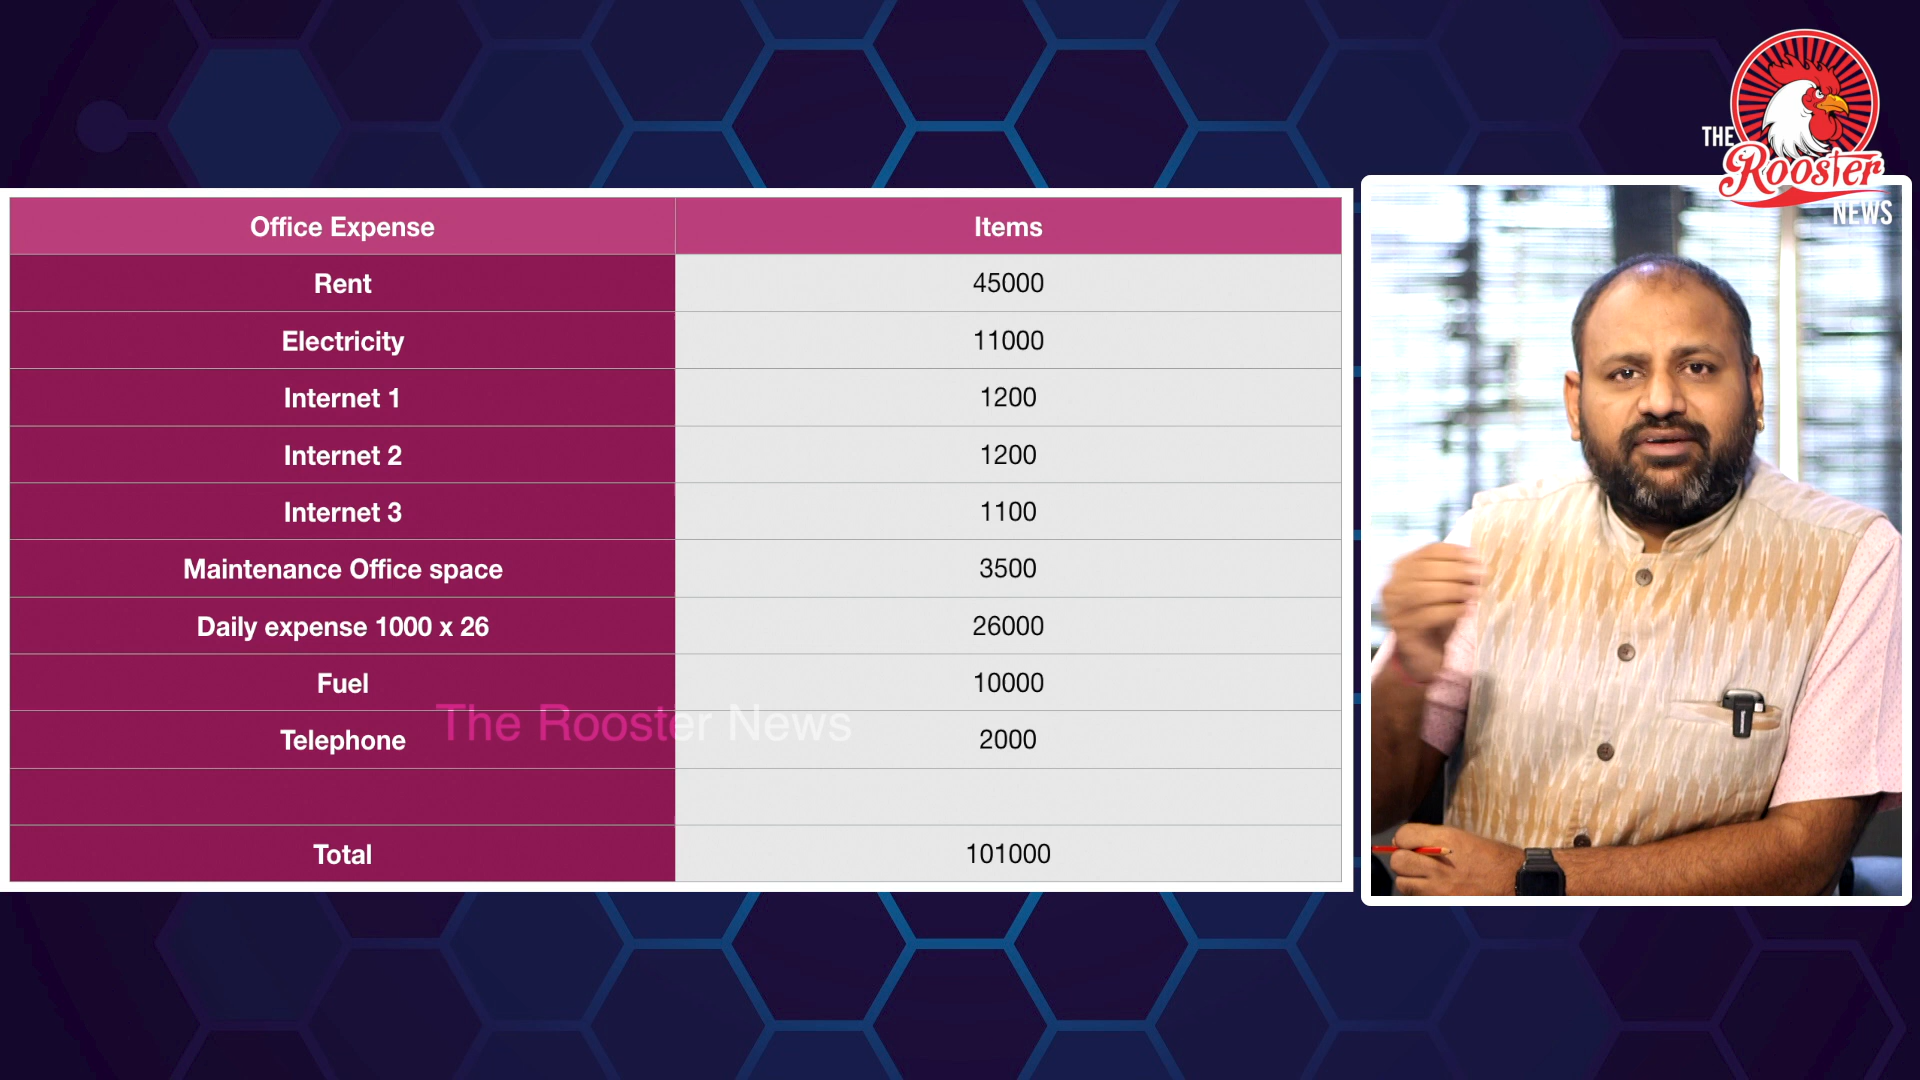 THE
Rooster
NEWS
Office Expense Items
Rent 45000
Electricity 11000
Internet 1 1200
Internet 2 1200
Internet 3 1100
Maintenance Office space 3500
Daily expense 1000 x 26 26000
Fuel 10000
The Rooster News
Telephone 2000
Total 101000